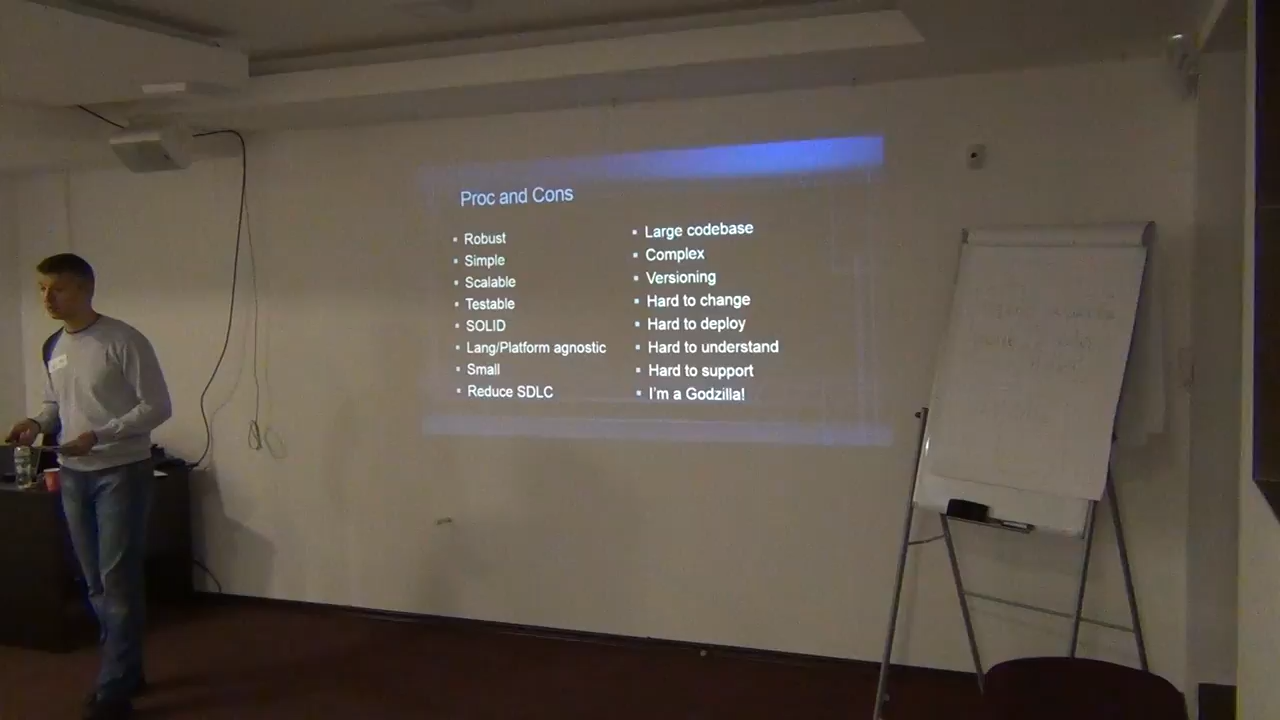 Proc and Cons
Robust
Simple
Scalable
Testable
SOLID
Lang/Platform agnostic
Small
Reduce SDLC
Large codebase
Complex
Versioning
Hard to change
Hard to deploy
Hard to understand
Hard to support
I'm a Godzilla!